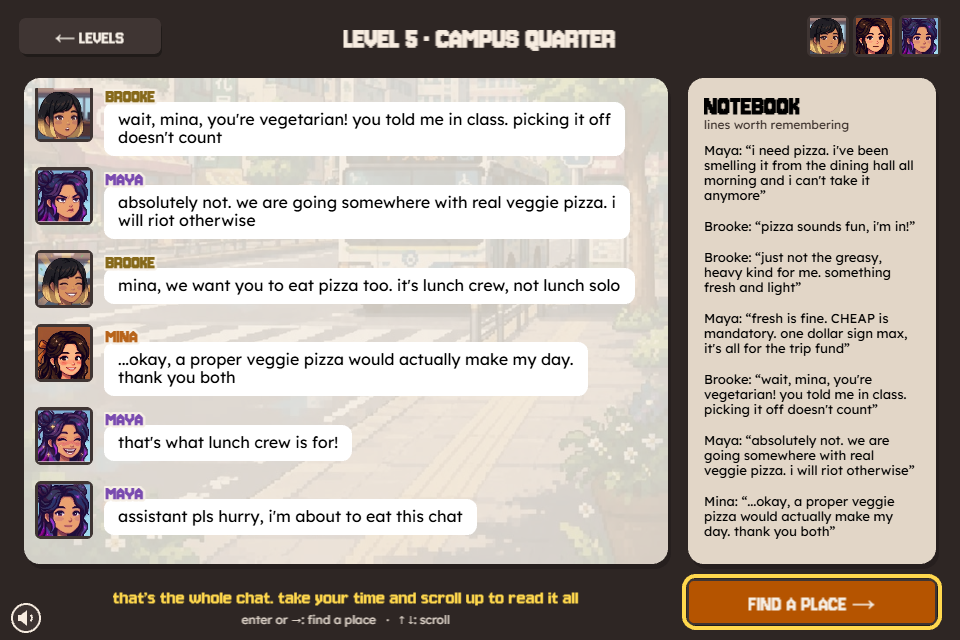 ← LEVELS
LEVEL 5 · CAMPUS QUARTER
BROOKE
wait, mina, you're vegetarian! you told me in class. picking it off
doesn't count
MAYA
absolutely not. we are going somewhere with real veggie pizza. i
will riot otherwise
BROOKE
mina, we want you to eat pizza too. it's lunch crew, not lunch solo
MINA
...okay, a proper veggie pizza would actually make my day.
thank you both
MAYA
that's what lunch crew is for!
MAYA
assistant pls hurry, i'm about to eat this chat
NOTEBOOK
lines worth remembering
Maya: “i need pizza. i've been
smelling it from the dining hall all
morning and i can't take it
anymore”
Brooke: “pizza sounds fun, i'm in!”
Brooke: “just not the greasy,
heavy kind for me. something
fresh and light”
Maya: “fresh is fine. CHEAP is
mandatory. one dollar sign max,
it's all for the trip fund”
Brooke: “wait, mina, you're
vegetarian! you told me in class.
picking it off doesn't count”
Maya: “absolutely not. we are
going somewhere with real
veggie pizza. i will riot otherwise”
Mina: “...okay, a proper veggie
pizza would actually make my
day. thank you both”
that's the whole chat. take your time and scroll up to read it all
enter or →: find a place · ↑ ↓: scroll
FIND A PLACE →